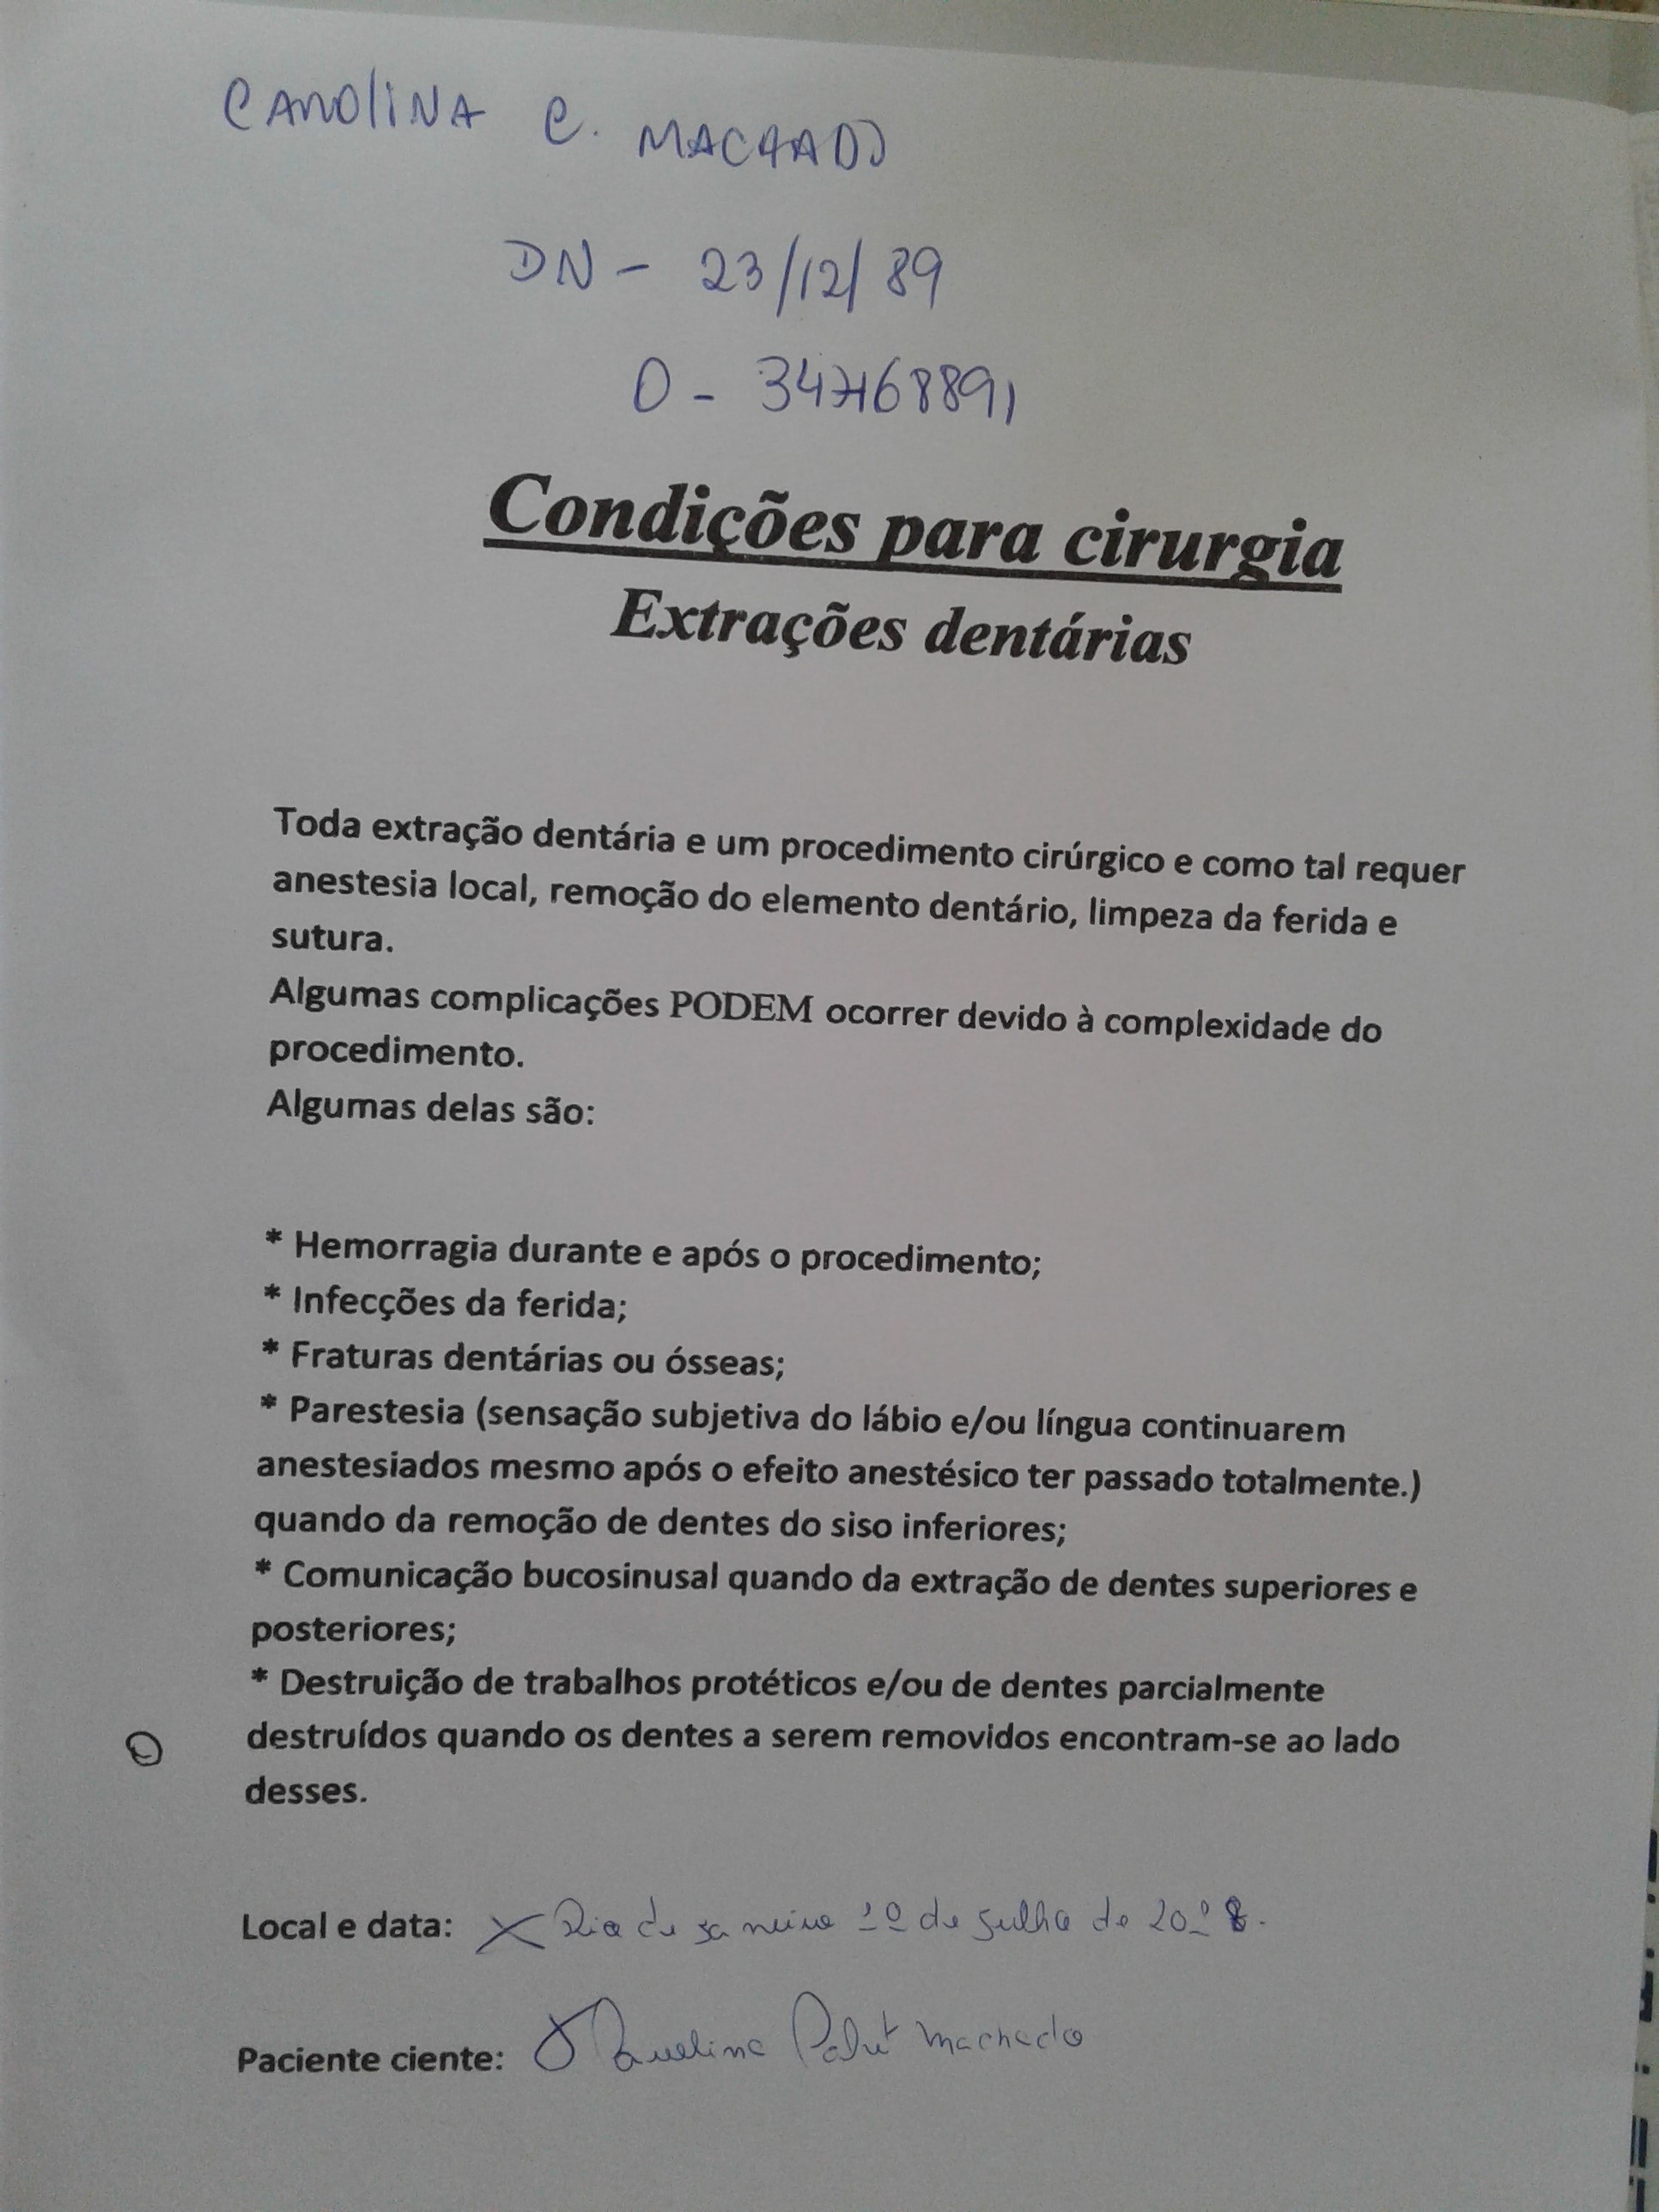 CAROLINA C. MACHADO
DN - 23/12/89
0 - 34768891
Condições para cirurgia
Extrações dentárias
Toda extração dentária e um procedimento cirúrgico e como tal requer
anestesia local, remoção do elemento dentário, limpeza da ferida e
sutura.
Algumas complicações PODEM ocorrer devido à complexidade do
procedimento.
Algumas delas são:
* Hemorragia durante e após o procedimento;
* Infecções da ferida;
* Fraturas dentárias ou ósseas;
* Parestesia (sensação subjetiva do lábio e/ou língua continuarem
anestesiados mesmo após o efeito anestésico ter passado totalmente.)
quando da remoção de dentes do siso inferiores;
* Comunicação bucosinusal quando da extração de dentes superiores e
posteriores;
* Destruição de trabalhos protéticos e/ou de dentes parcialmente
destruídos quando os dentes a serem removidos encontram-se ao lado
desses.
Local e data: X Rio de janeiro 10 de julho de 2018.
Paciente ciente: Machado